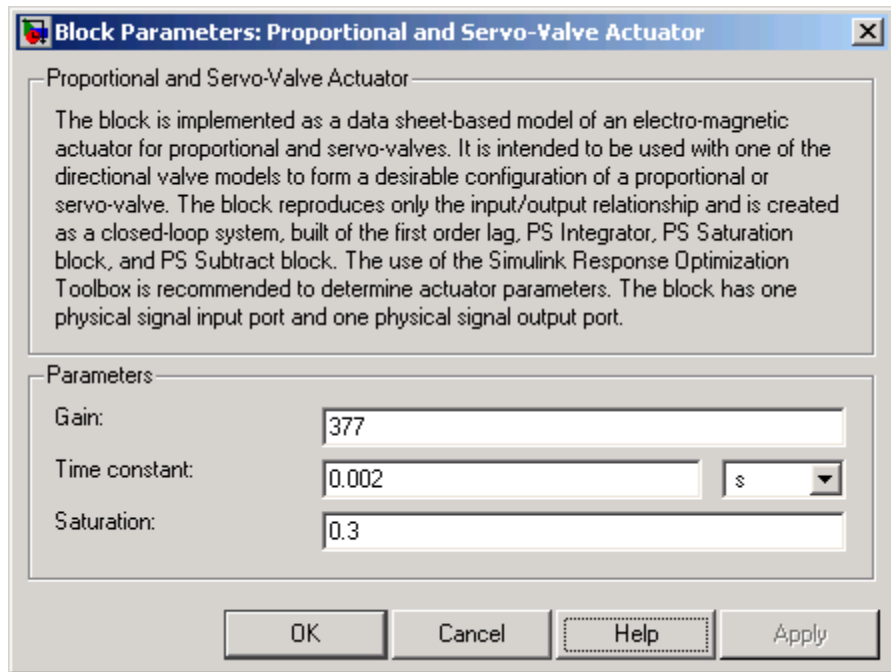 Block Parameters: Proportional and Servo-Valve Actuator
Proportional and Servo-Valve Actuator
The block is implemented as a data sheet-based model of an electro-magnetic
actuator for proportional and servo-valves. It is intended to be used with one of the
directional valve models to form a desirable configuration of a proportional or
servo-valve. The block reproduces only the input/output relationship and is created
as a closed-loop system, built of the first order lag, PS Integrator, PS Saturation
block, and PS Subtract block. The use of the Simulink Response Optimization
Toolbox is recommended to determine actuator parameters. The block has one
physical signal input port and one physical signal output port.
Parameters
Gain: 377
Time constant: 0.002 s
Saturation: 0.3
OK Cancel Help Apply